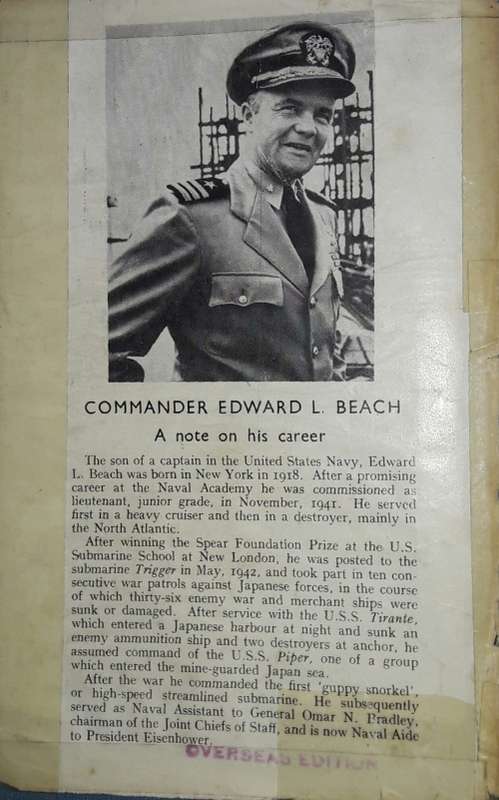 COMMANDER EDWARD L. BEACH
A note on his career
The son of a captain in the United States Navy, Edward
L. Beach was born in New York in 1918. After a promising
career at the Naval Academy he was commissioned as
lieutenant, junior grade, in November, 1941. He served
first in a heavy cruiser and then in a destroyer, mainly in
the North Atlantic.
After winning the Spear Foundation Prize at the U.S.
Submarine School at New London, he was posted to the
submarine Trigger in May, 1942, and took part in ten con-
secutive war patrols against Japanese forces, in the course
of which thirty-six enemy war and merchant ships were
sunk or damaged. After service with the U.S.S. Tirante,
which entered a Japanese harbour at night and sunk an
enemy ammunition ship and two destroyers at anchor, he
assumed command of the U.S.S. Piper, one of a group
which entered the mine-guarded Japan sea.
After the war he commanded the first 'guppy snorkel',
or high-speed streamlined submarine. He subsequently
served as Naval Assistant to General Omar N. Bradley,
chairman of the Joint Chiefs of Staff, and is now Naval Aide
to President Eisenhower.
OVERSEAS EDITION